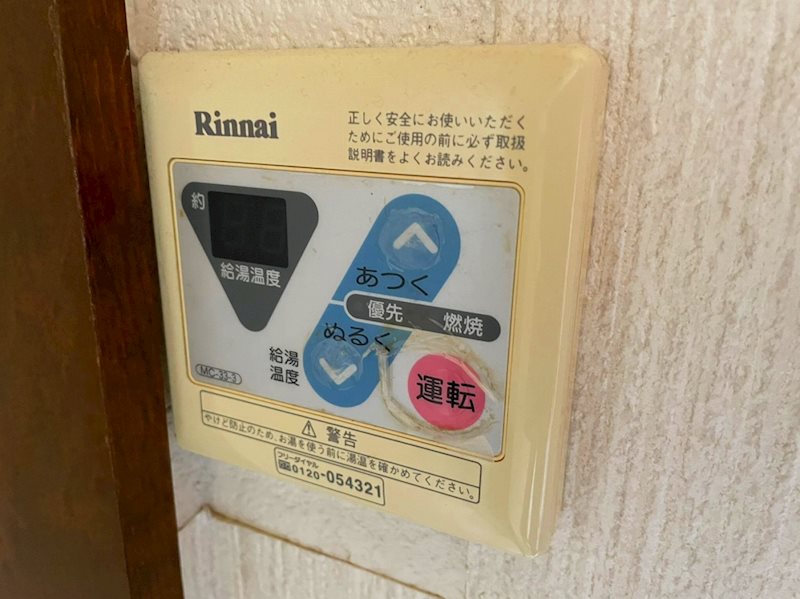 Rinnai
正しく安全にお使いいただく
ためにご使用の前に必ず取扱
説明書をよくお読みください。
約
給湯温度
あつく
優先 燃焼
ぬるく
給湯
温度
運転
MC-33-3
⚠ 警告
やけど防止のため、お湯を使う前に湯温を確かめてください。
フリーダイヤル
0120-054321